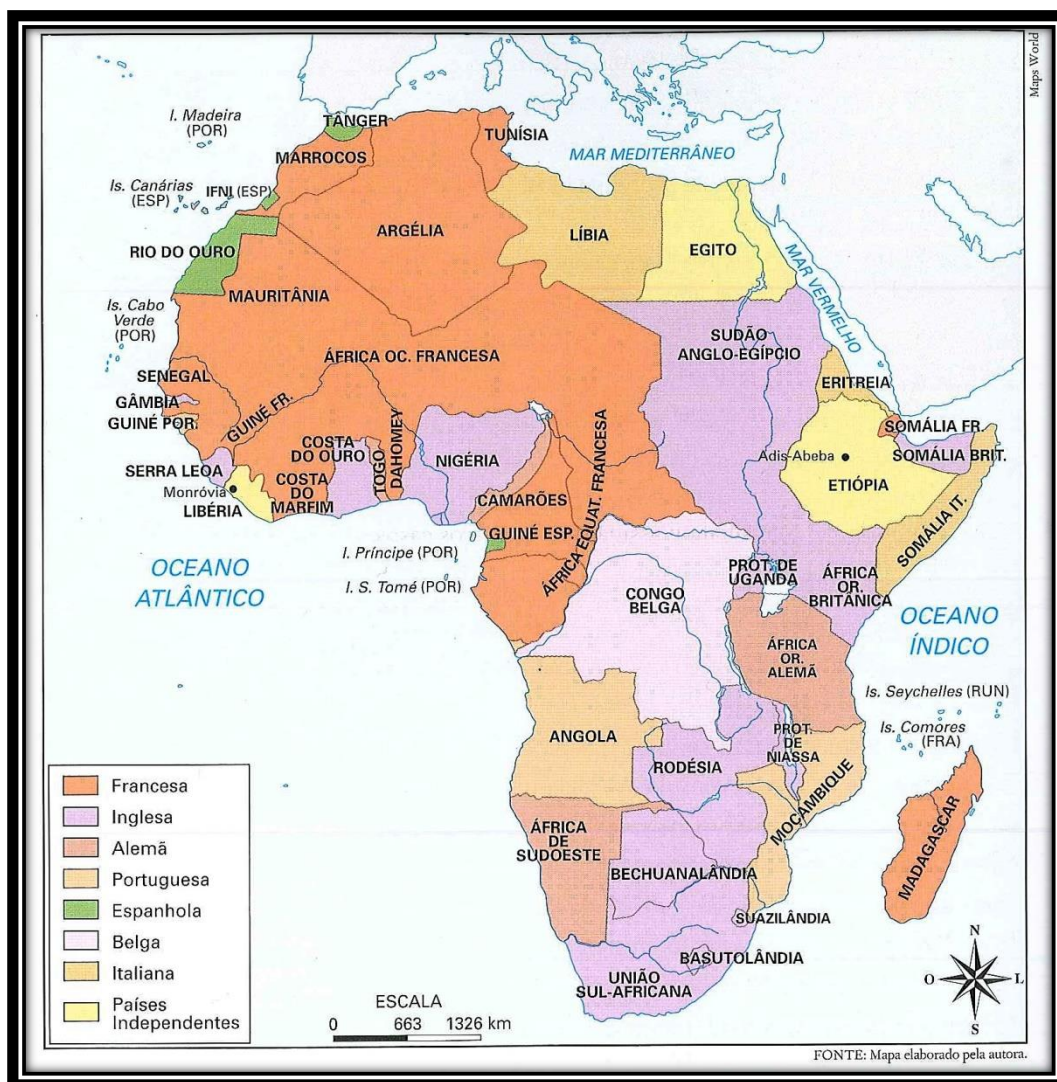 Maps World
I. Madeira
(POR)
TÂNGER
TUNÍSIA
MAR MEDITERRÂNEO
MARROCOS
Is. Canárias
(ESP)
IFNI (ESP)
ARGÉLIA
LÍBIA
EGITO
RIO DO OURO
MAR VERMELHO
MAURITÂNIA
Is. Cabo
Verde
(POR)
SUDÃO
ANGLO-EGÍPCIO
ÁFRICA OC. FRANCESA
SENEGAL
GÂMBIA
GUINÉ POR.
GUINÉ FR.
ERITREIA
SOMÁLIA FR.
COSTA
DO OURO
TOGO
DAHOMEY
NIGÉRIA
ÁFRICA EQUAT. FRANCESA
Adis-Abeba
SOMÁLIA BRIT.
SERRA LEOA
Monróvia
LIBÉRIA
COSTA
DO
MARFIM
CAMARÕES
ETIÓPIA
SOMÁLIA IT.
GUINÉ ESP.
I. Príncipe (POR)
I. S. Tomé (POR)
OCEANO
ATLÂNTICO
PROT. DE
UGANDA
ÁFRICA
OR.
BRITÂNICA
CONGO
BELGA
OCEANO
ÍNDICO
ÁFRICA
OR.
ALEMÃ
Is. Seychelles (RUN)
Is. Comores
(FRA)
ANGOLA
PROT.
DE
NIASSA
RODÉSIA
MOÇAMBIQUE
MADAGASCAR
ÁFRICA
DE
SUDOESTE
BECHUANALÂNDIA
SUAZILÂNDIA
BASUTOLÂNDIA
UNIÃO
SUL-AFRICANA
Francesa
Inglesa
Alemã
Portuguesa
Espanhola
Belga
Italiana
Países
Independentes
ESCALA
0 663 1326 km
N
O L
S
FONTE: Mapa elaborado pela autora.